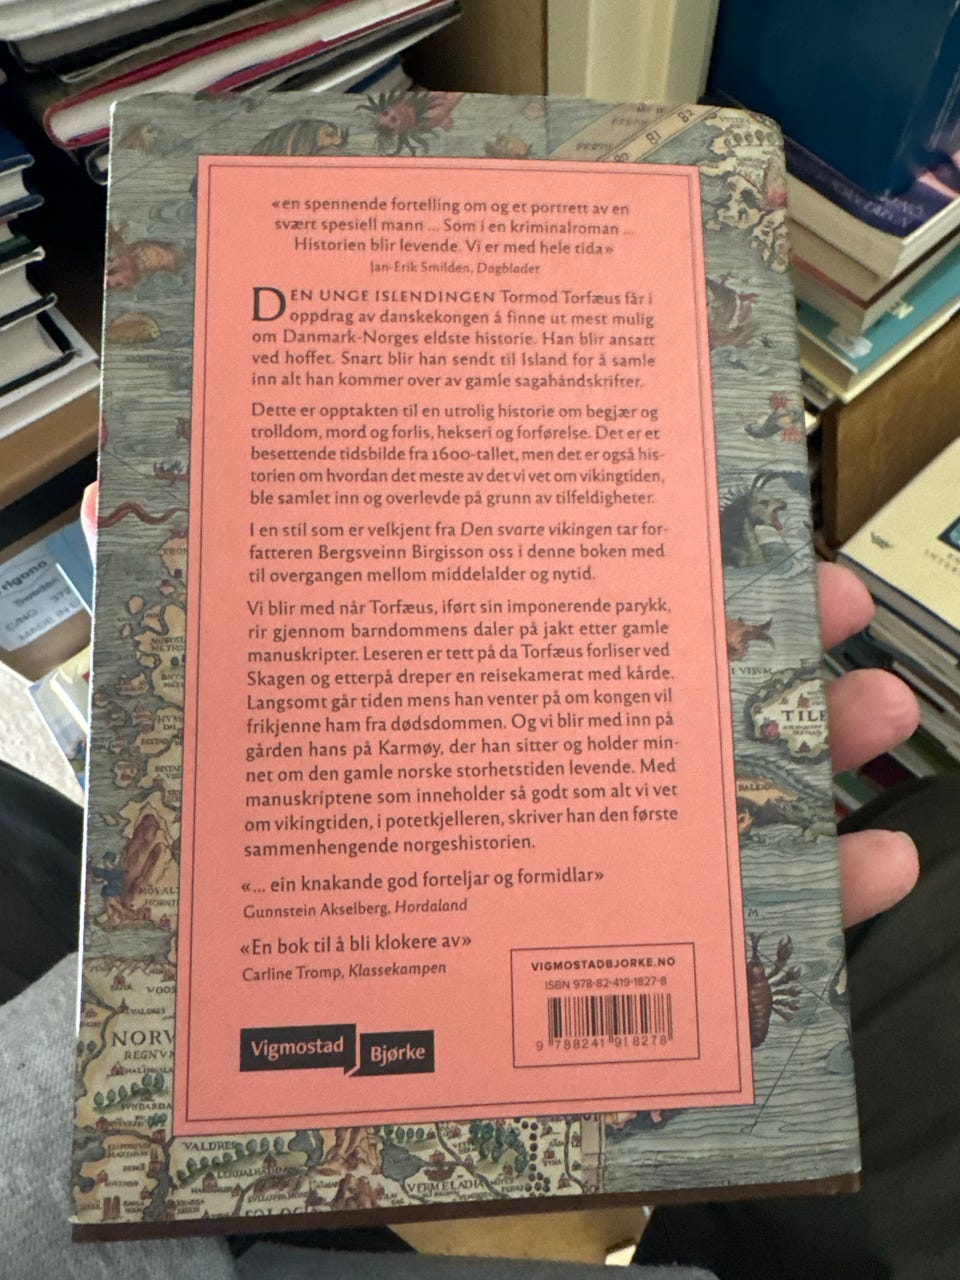 «en spennende fortelling om og et portrett av en
svært spesiell mann ... Som i en kriminalroman ...
Historien blir levende. Vi er med hele tida»
Jan-Erik Smilden, Dagbladet
DEN UNGE ISLENDINGEN Tormod Torfæus får i
oppdrag av danskekongen å finne ut mest mulig
om Danmark-Norges eldste historie. Han blir ansatt
ved hoffet. Snart blir han sendt til Island for å samle
inn alt han kommer over av gamle sagahåndskrifter.
Dette er opptakten til en utrolig historie om begjær og
trolldom, mord og forlis, hekseri og forførelse. Det er et
besettende tidsbilde fra 1600-tallet, men det er også his-
torien om hvordan det meste av det vi vet om vikingtiden,
ble samlet inn og overlevde på grunn av tilfeldigheter.
I en stil som er velkjent fra Den svarte vikingen tar for-
fatteren Bergsveinn Birgisson oss i denne boken med
til overgangen mellom middelalder og nytid.
Vi blir med når Torfæus, iført sin imponerende parykk,
rir gjennom barndommens daler på jakt etter gamle
manuskripter. Leseren er tett på da Torfæus forliser ved
Skagen og etterpå dreper en reisekamerat med kårde.
Langsomt går tiden mens han venter på om kongen vil
frikjenne ham fra dødsdommen. Og vi blir med inn på
gården hans på Karmøy, der han sitter og holder min-
net om den gamle norske storhetstiden levende. Med
manuskriptene som inneholder så godt som alt vi vet
om vikingtiden, i potetkjelleren, skriver han den første
sammenhengende norgeshistorien.
«... ein knakande god forteljar og formidlar»
Gunnstein Akselberg, Hordaland
«En bok til å bli klokere av»
Carline Tromp, Klassekampen
VIGMOSTADBJORKE.NO
ISBN 978-82-419-1827-8
9 788241 918278
Vigmostad Bjørke
81
82
80
TILE
NORV
REGNV
VALDRES
VERMELADIA